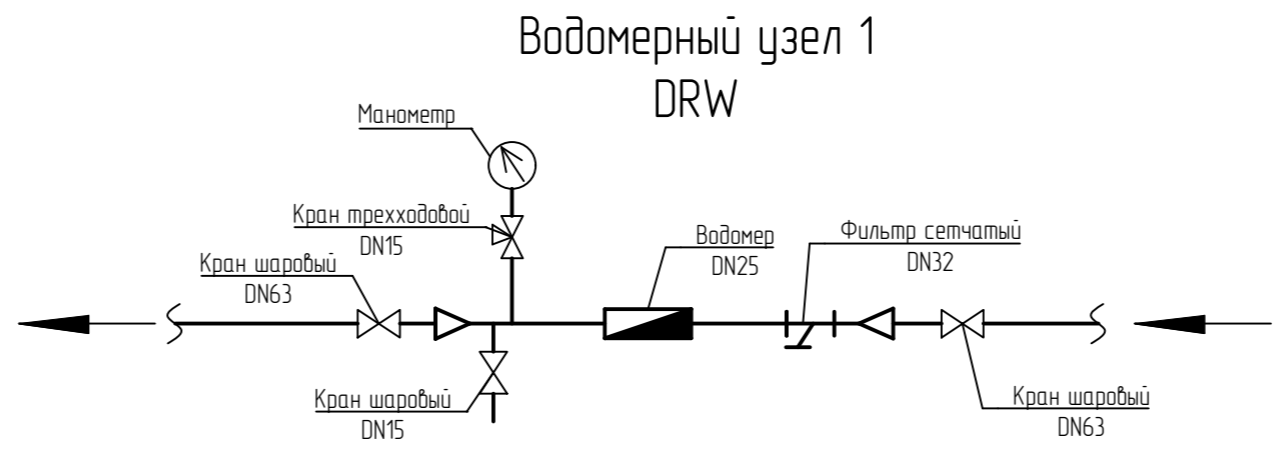 Водомерный узел 1
DRW
Манометр
Кран трехходовой
DN15
Водомер
DN25
Фильтр сетчатый
DN32
Кран шаровый
DN63
Кран шаровый
DN15
Кран шаровый
DN63